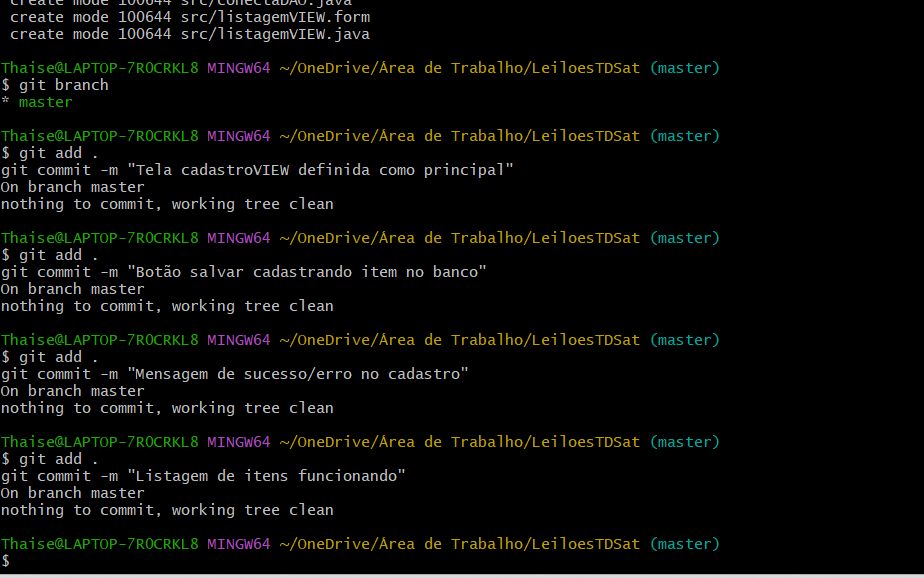 create mode 100644 src/conectaDAO.java
create mode 100644 src/listagemVIEW.form
create mode 100644 src/listagemVIEW.java
Thaise@LAPTOP-7R0CRKL8 MINGW64 ~/OneDrive/Área de Trabalho/LeiloesTDSat (master)
$ git branch
* master
Thaise@LAPTOP-7R0CRKL8 MINGW64 ~/OneDrive/Área de Trabalho/LeiloesTDSat (master)
$ git add .
git commit -m "Tela cadastroVIEW definida como principal"
On branch master
nothing to commit, working tree clean
Thaise@LAPTOP-7R0CRKL8 MINGW64 ~/OneDrive/Área de Trabalho/LeiloesTDSat (master)
$ git add .
git commit -m "Botão salvar cadastrando item no banco"
On branch master
nothing to commit, working tree clean
Thaise@LAPTOP-7R0CRKL8 MINGW64 ~/OneDrive/Área de Trabalho/LeiloesTDSat (master)
$ git add .
git commit -m "Mensagem de sucesso/erro no cadastro"
On branch master
nothing to commit, working tree clean
Thaise@LAPTOP-7R0CRKL8 MINGW64 ~/OneDrive/Área de Trabalho/LeiloesTDSat (master)
$ git add .
git commit -m "Listagem de itens funcionando"
On branch master
nothing to commit, working tree clean
Thaise@LAPTOP-7R0CRKL8 MINGW64 ~/OneDrive/Área de Trabalho/LeiloesTDSat (master)
$